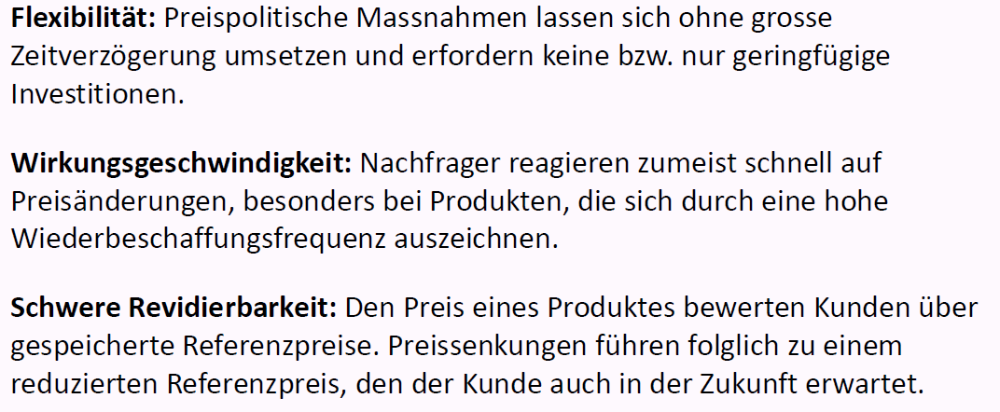 Flexibilität: Preispolitische Massnahmen lassen sich ohne grosse
Zeitverzögerung umsetzen und erfordern keine bzw. nur geringfügige
Investitionen.
Wirkungsgeschwindigkeit: Nachfrager reagieren zumeist schnell auf
Preisänderungen, besonders bei Produkten, die sich durch eine hohe
Wiederbeschaffungsfrequenz auszeichnen.
Schwere Revidierbarkeit: Den Preis eines Produktes bewerten Kunden über
gespeicherte Referenzpreise. Preissenkungen führen folglich zu einem
reduzierten Referenzpreis, den der Kunde auch in der Zukunft erwartet.